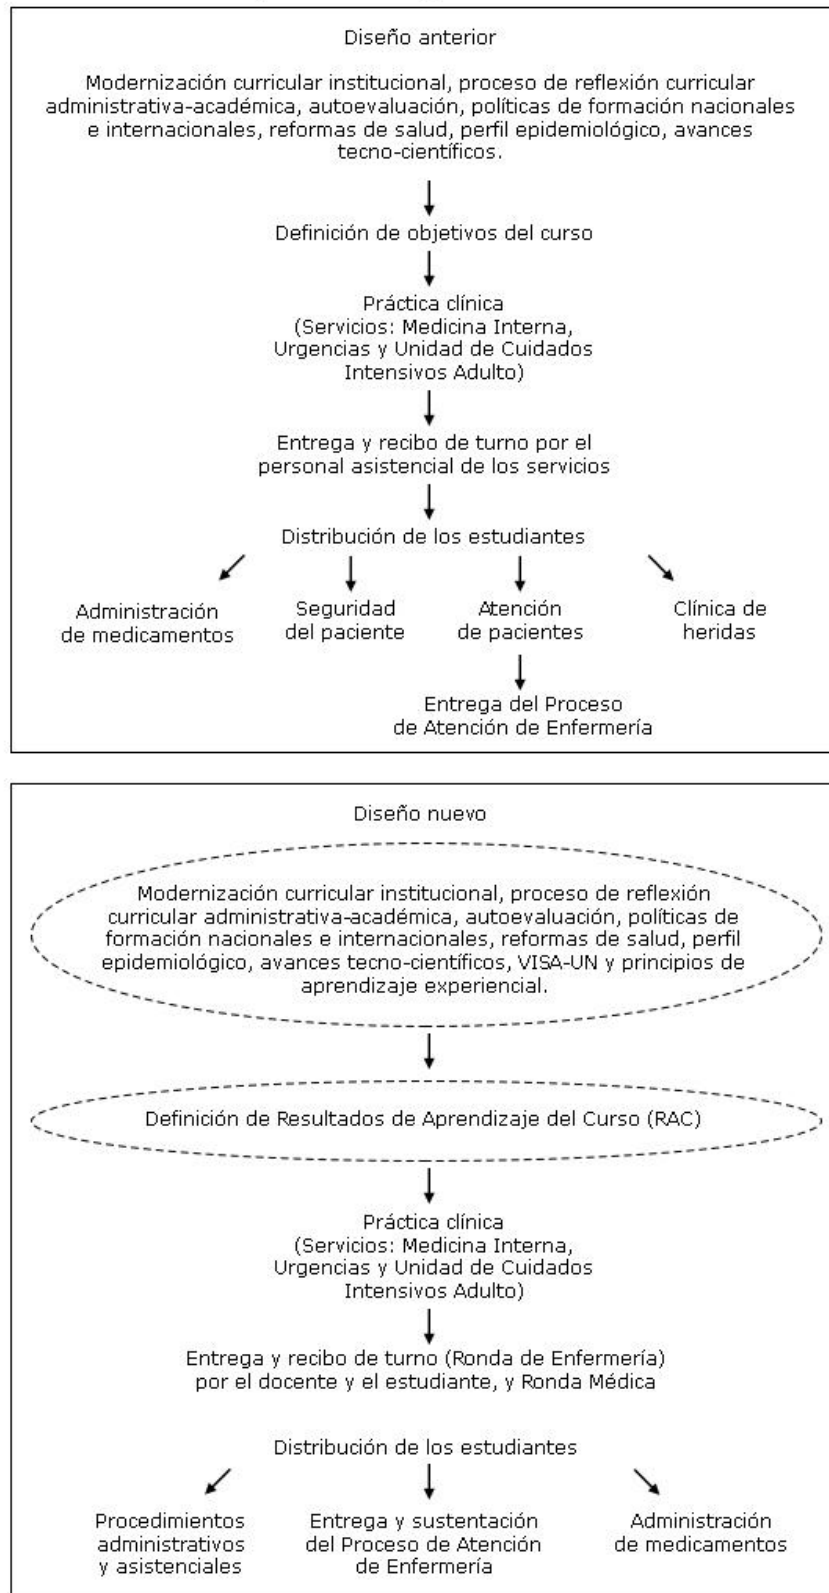 Diseño anterior
Modernización curricular institucional, proceso de reflexión curricular
administrativa-académica, autoevaluación, políticas de formación nacionales
e internacionales, reformas de salud, perfil epidemiológico, avances
tecno-científicos.
Definición de objetivos del curso
Práctica clínica
(Servicios: Medicina Interna,
Urgencias y Unidad de Cuidados
Intensivos Adulto)
Entrega y recibo de turno por el
personal asistencial de los servicios
Distribución de los estudiantes
Administración
de medicamentos
Seguridad
del paciente
Atención
de pacientes
Clínica de
heridas
Entrega del Proceso
de Atención de Enfermería
Diseño nuevo
Modernización curricular institucional, proceso de reflexión
curricular administrativa-académica, autoevaluación, políticas de
formación nacionales e internacionales, reformas de salud, perfil
epidemiológico, avances tecno-científicos, VISA-UN y principios de
aprendizaje experiencial.
Definición de Resultados de Aprendizaje del Curso (RAC)
Práctica clínica
(Servicios: Medicina Interna,
Urgencias y Unidad de Cuidados
Intensivos Adulto)
Entrega y recibo de turno (Ronda de Enfermería)
por el docente y el estudiante, y Ronda Médica
Distribución de los estudiantes
Procedimientos
administrativos
y asistenciales
Entrega y sustentación
del Proceso de Atención
de Enfermería
Administración
de medicamentos